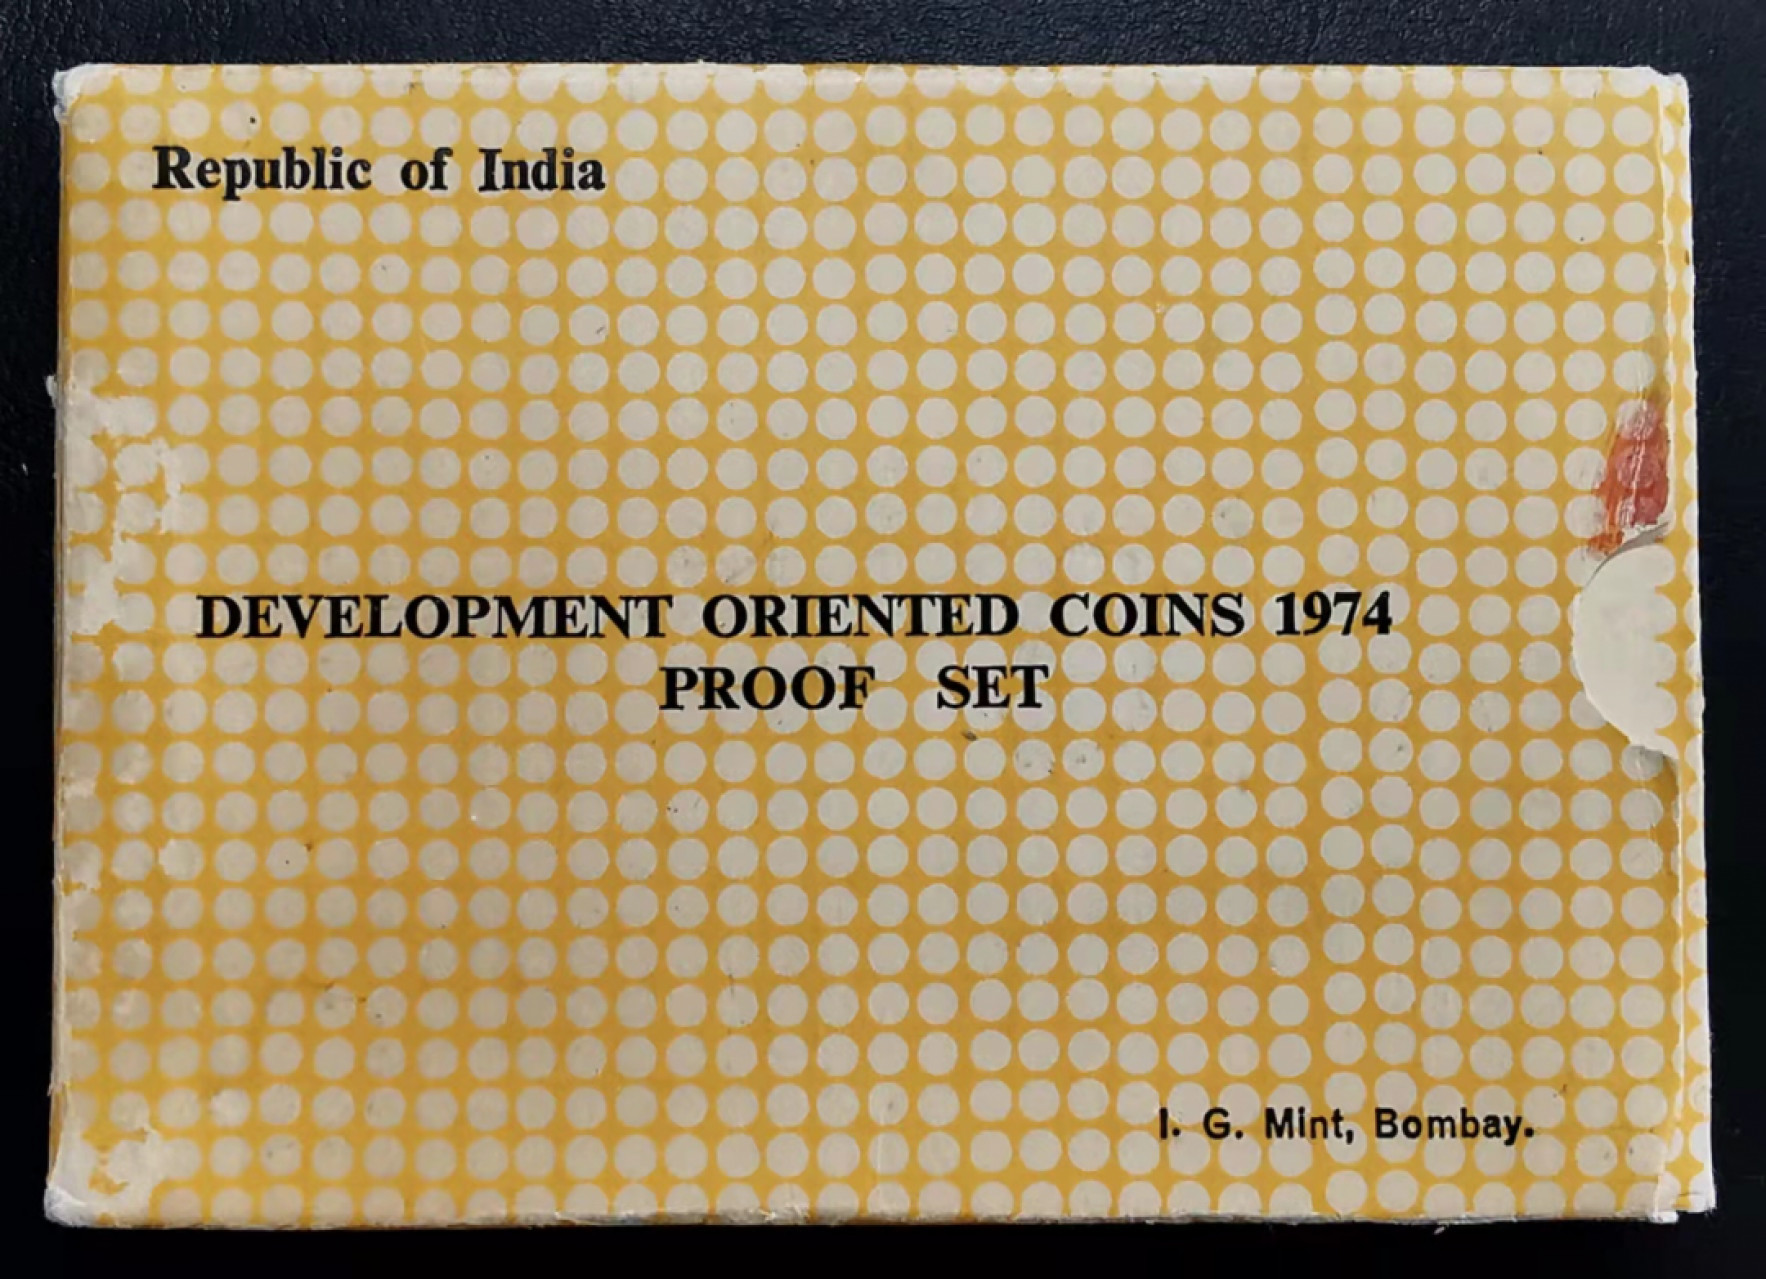 Republic of India
DEVELOPMENT ORIENTED COINS 1974
PROOF SET
I. G. Mint, Bombay.